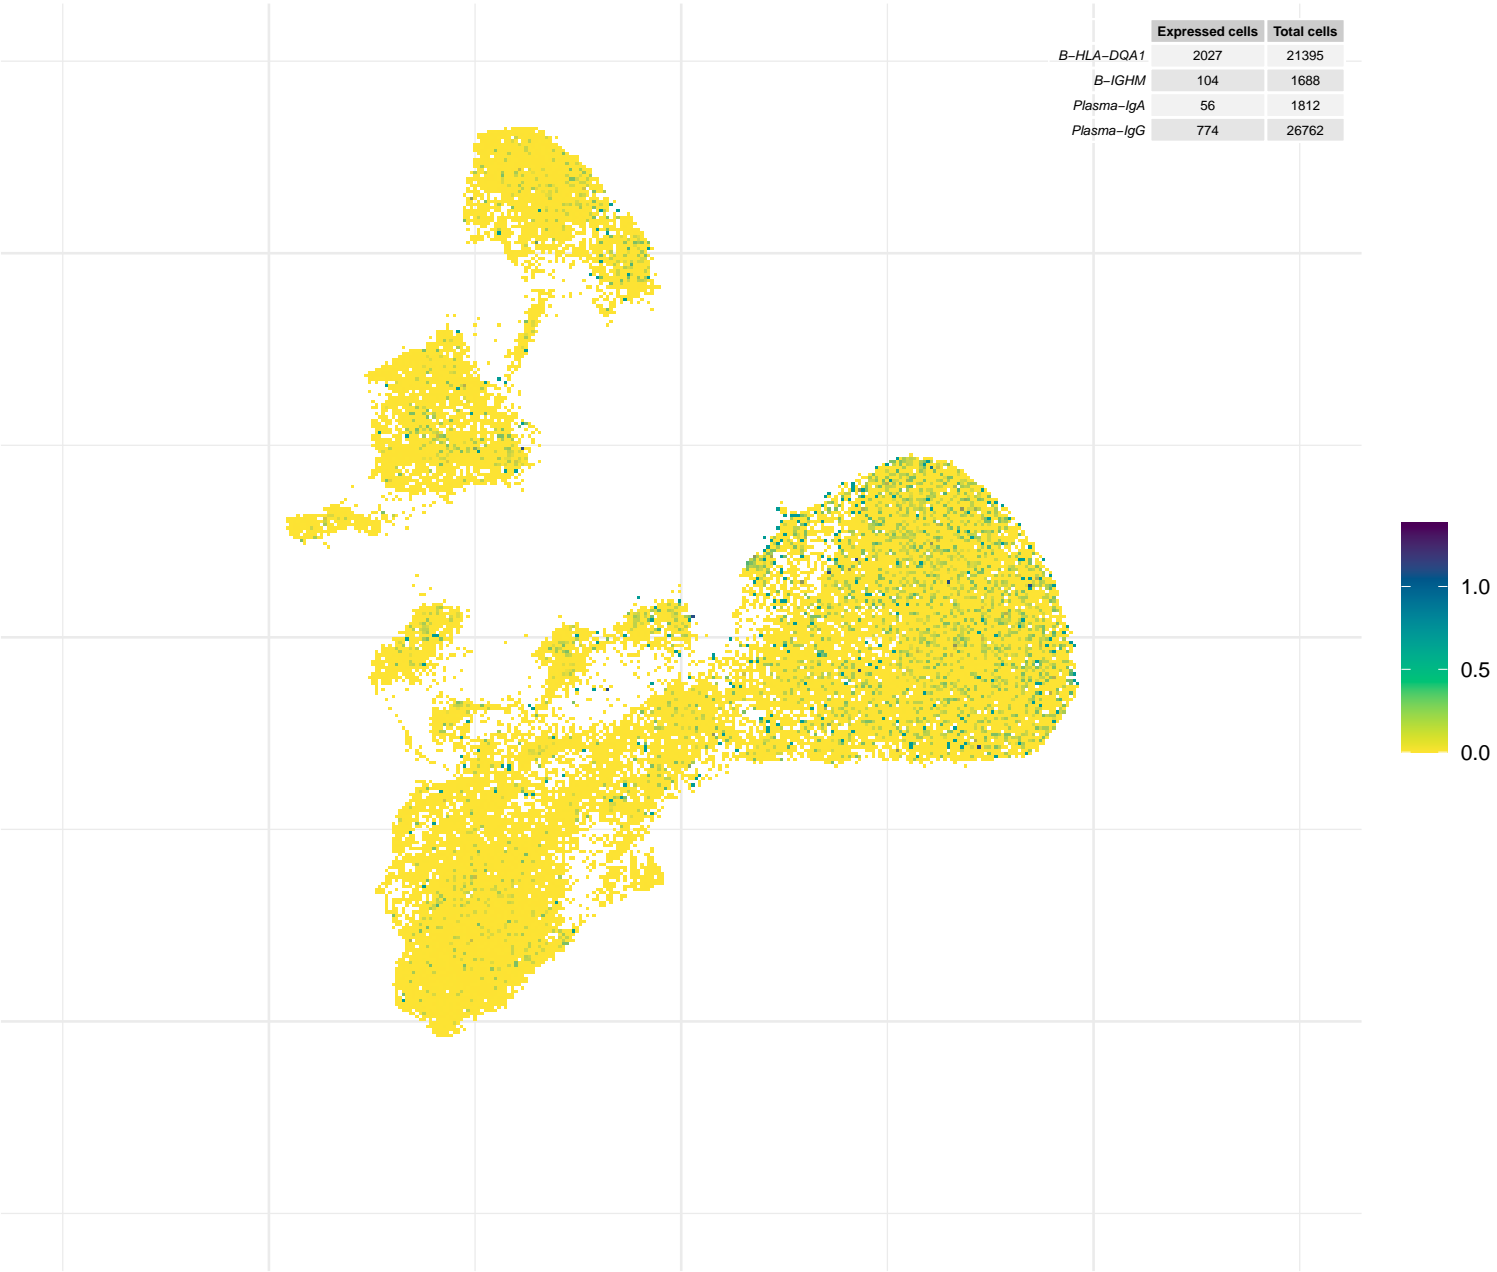 Expressed cells Total cells
B−HLA−DQA1 2027 21395
B−IGHM 104 1688
Plasma−IgA 56 1812
Plasma−IgG 774 26762
1.0
0.5
0.0